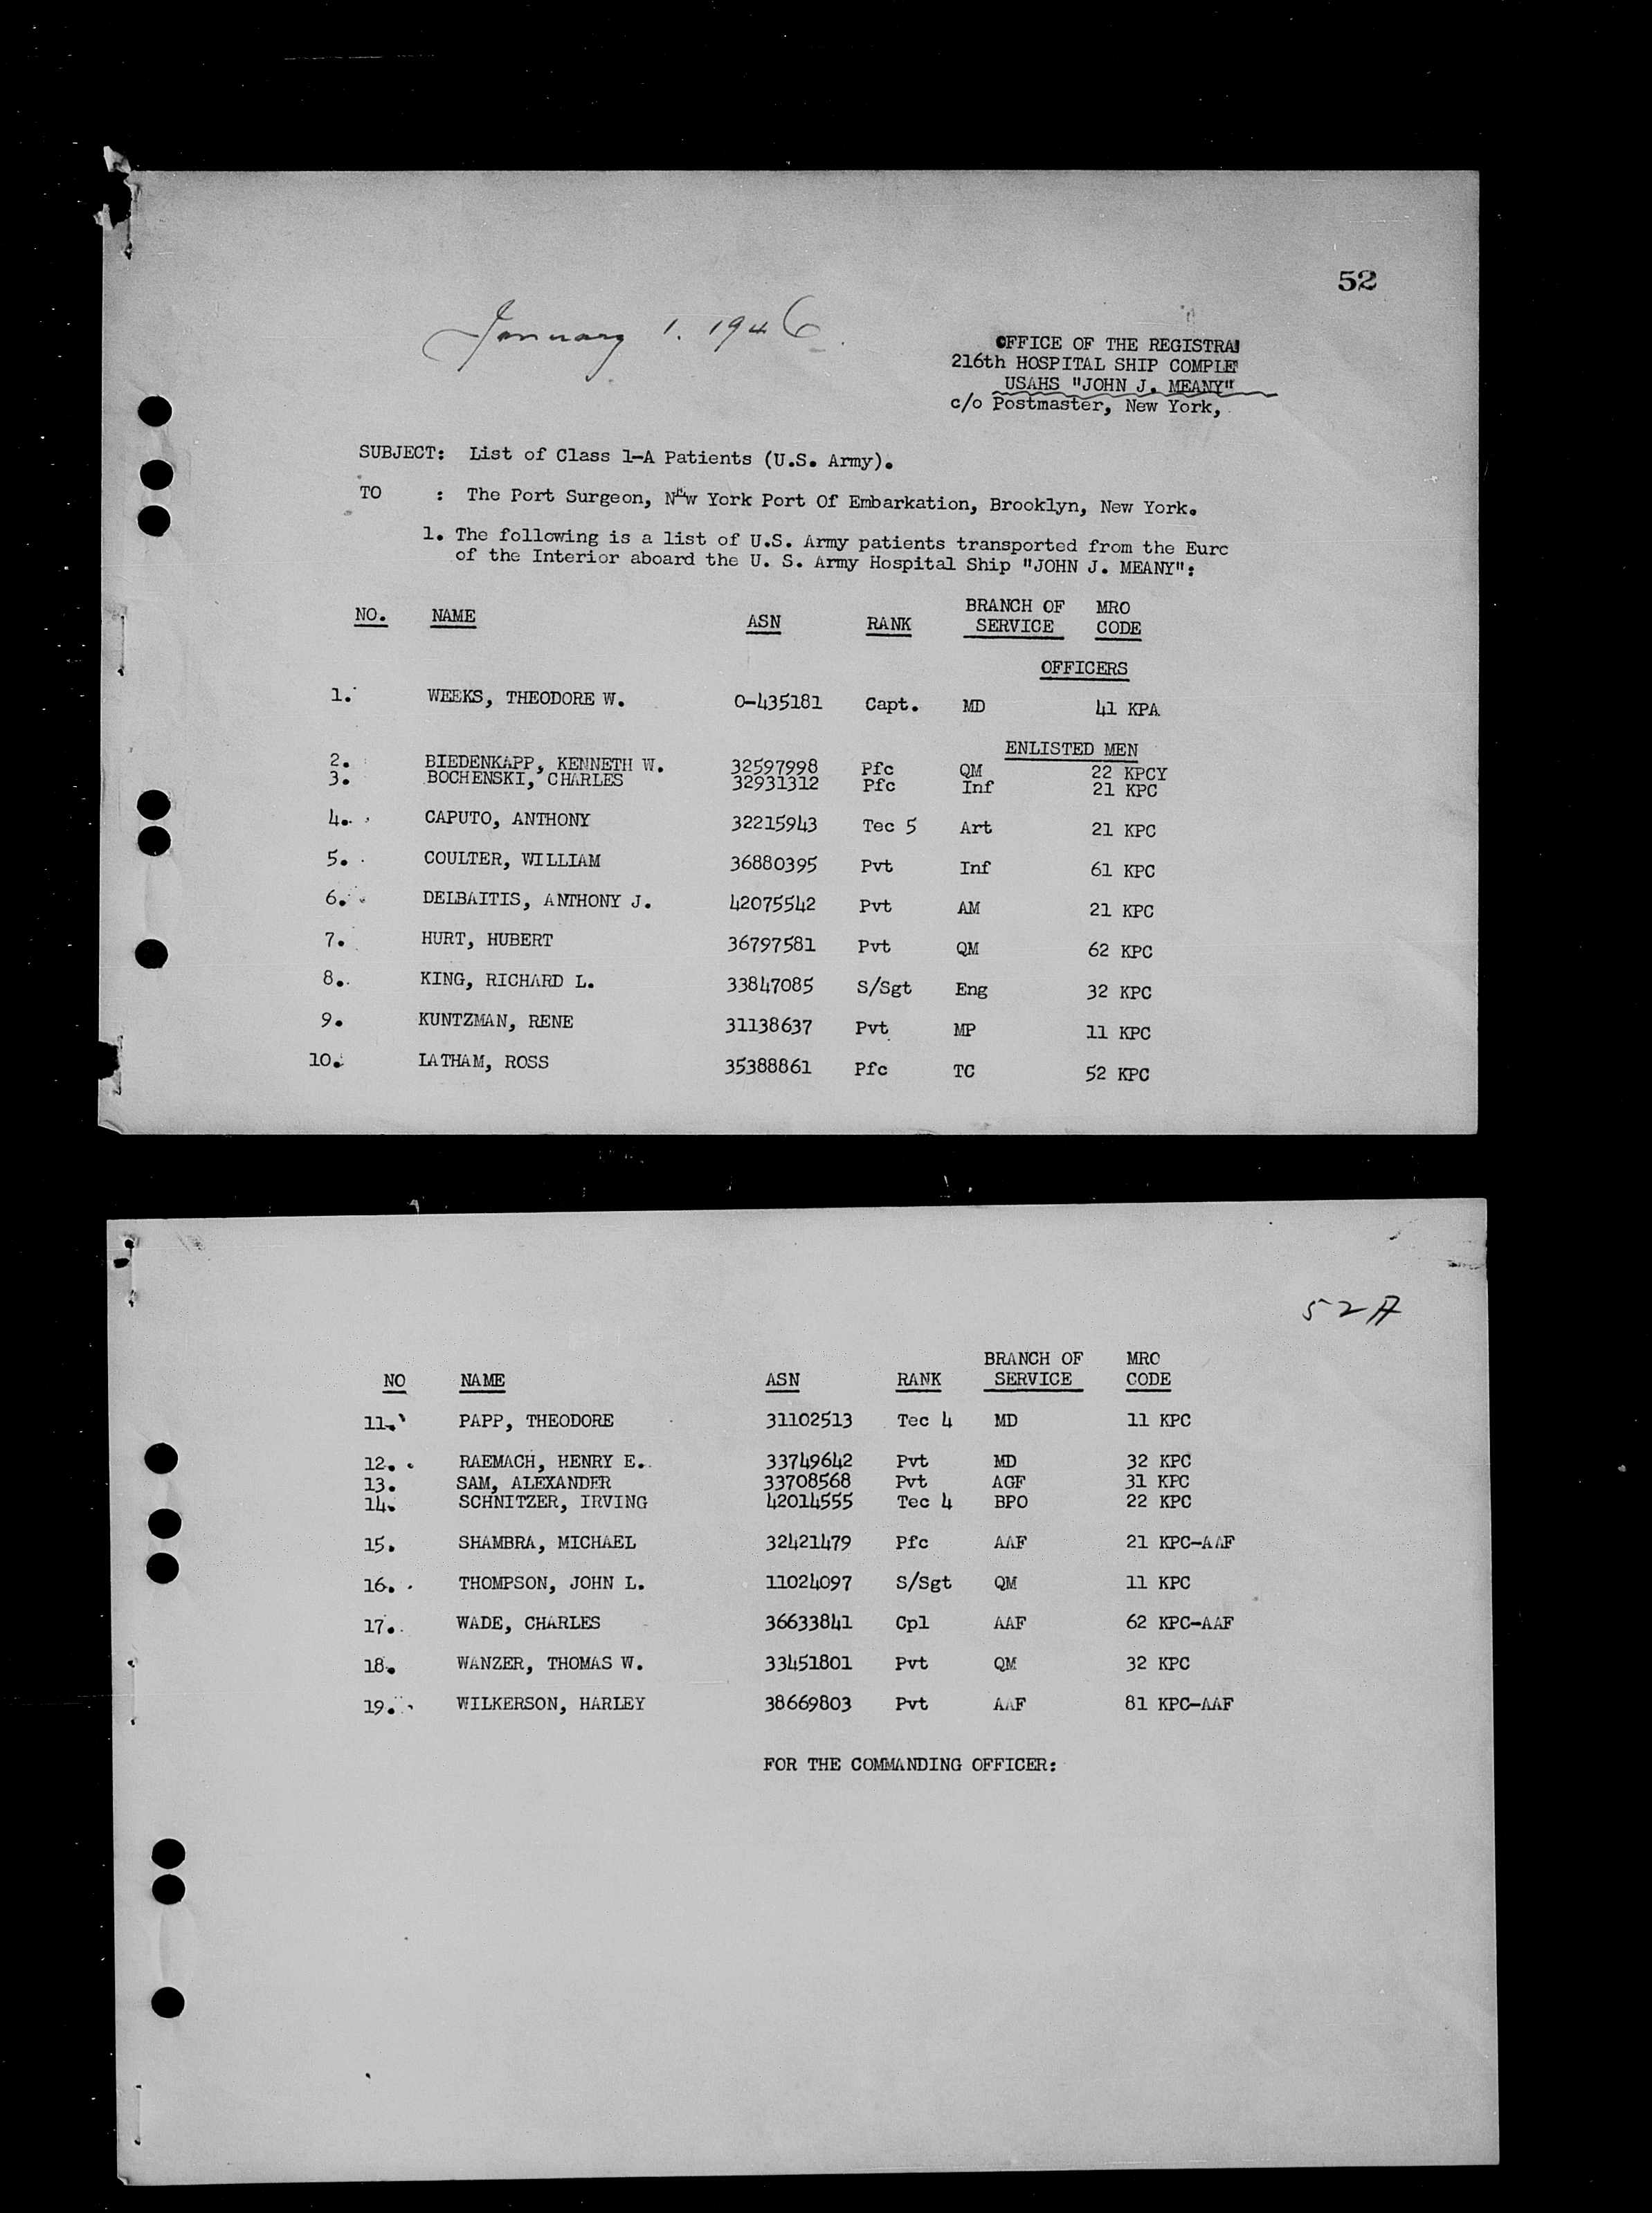 52
January 1. 1946
OFFICE OF THE REGISTRA
216th HOSPITAL SHIP COMPLE
USAHS "JOHN J. MEANY"
c/o Postmaster, New York,
SUBJECT: List of Class 1-A Patients (U.S. Army).
TO : The Port Surgeon, New York Port Of Embarkation, Brooklyn, New York.
1. The following is a list of U.S. Army patients transported from the Euro
of the Interior aboard the U. S. Army Hospital Ship "JOHN J. MEANY":
NO. NAME ASN RANK BRANCH OF SERVICE MRO CODE
OFFICERS
1. WEEKS, THEODORE W. 0-435181 Capt. MD 41 KPA
ENLISTED MEN
2. BIEDENKAPP, KENNETH W. 32597998 Pfc QM 22 KPCY
3. BOCHENSKI, CHARLES 32931312 Pfc Inf 21 KPC
4. CAPUTO, ANTHONY 32215943 Tec 5 Art 21 KPC
5. COULTER, WILLIAM 36880395 Pvt Inf 61 KPC
6. DELBAITIS, ANTHONY J. 42075542 Pvt AM 21 KPC
7. HURT, HUBERT 36797581 Pvt QM 62 KPC
8. KING, RICHARD L. 33847085 S/Sgt Eng 32 KPC
9. KUNTZMAN, RENE 31138637 Pvt MP 11 KPC
10. LATHAM, ROSS 35388861 Pfc TC 52 KPC
52A
NO NAME ASN RANK BRANCH OF SERVICE MRO CODE
11. PAPP, THEODORE 31102513 Tec 4 MD 11 KPC
12. RAEMACH, HENRY E. 33749642 Pvt MD 32 KPC
13. SAM, ALEXANDER 33708568 Pvt AGF 31 KPC
14. SCHNITZER, IRVING 42014555 Tec 4 BPO 22 KPC
15. SHAMBRA, MICHAEL 32421479 Pfc AAF 21 KPC-AAF
16. THOMPSON, JOHN L. 11024097 S/Sgt QM 11 KPC
17. WADE, CHARLES 36633841 Cpl AAF 62 KPC-AAF
18. WANZER, THOMAS W. 33451801 Pvt QM 32 KPC
19. WILKERSON, HARLEY 38669803 Pvt AAF 81 KPC-AAF
FOR THE COMMANDING OFFICER: